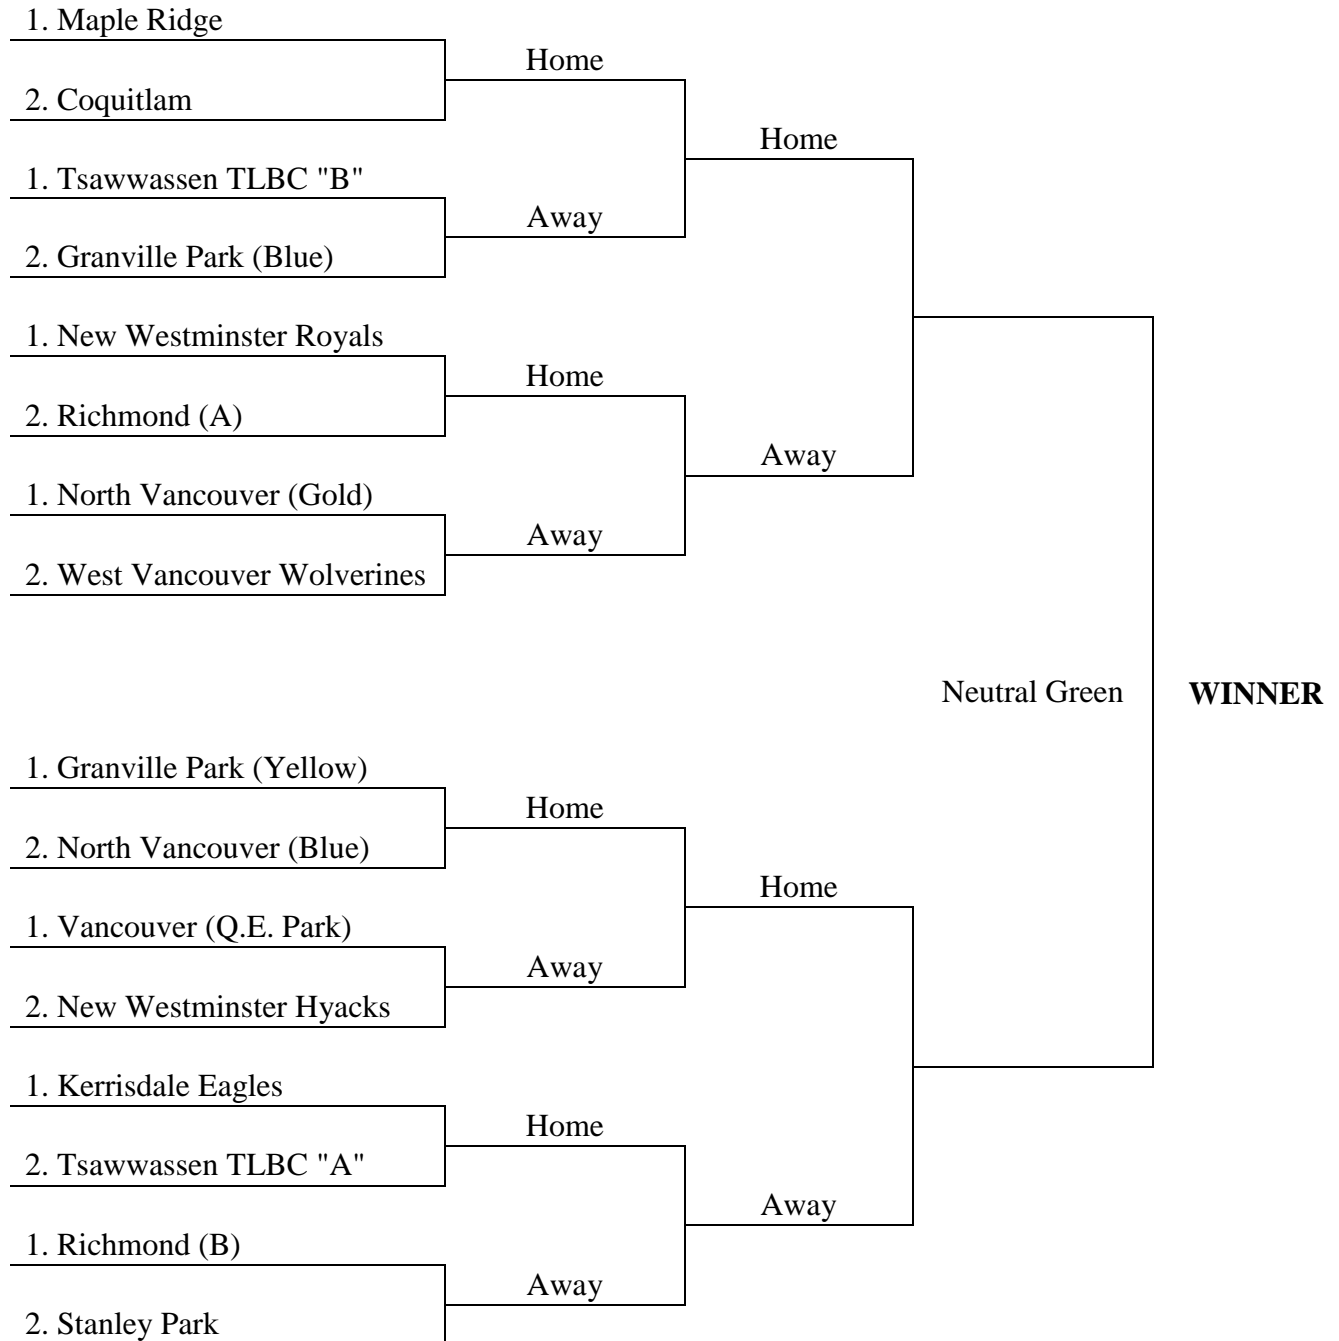 1. Maple Ridge
Home
2. Coquitlam
Home
1. Tsawwassen TLBC "B"
Away
2. Granville Park (Blue)
1. New Westminster Royals
Home
2. Richmond (A)
Away
1. North Vancouver (Gold)
Away
2. West Vancouver Wolverines
Neutral Green WINNER
1. Granville Park (Yellow)
Home
2. North Vancouver (Blue)
Home
1. Vancouver (Q.E. Park)
Away
2. New Westminster Hyacks
1. Kerrisdale Eagles
Home
2. Tsawwassen TLBC "A"
Away
1. Richmond (B)
Away
2. Stanley Park